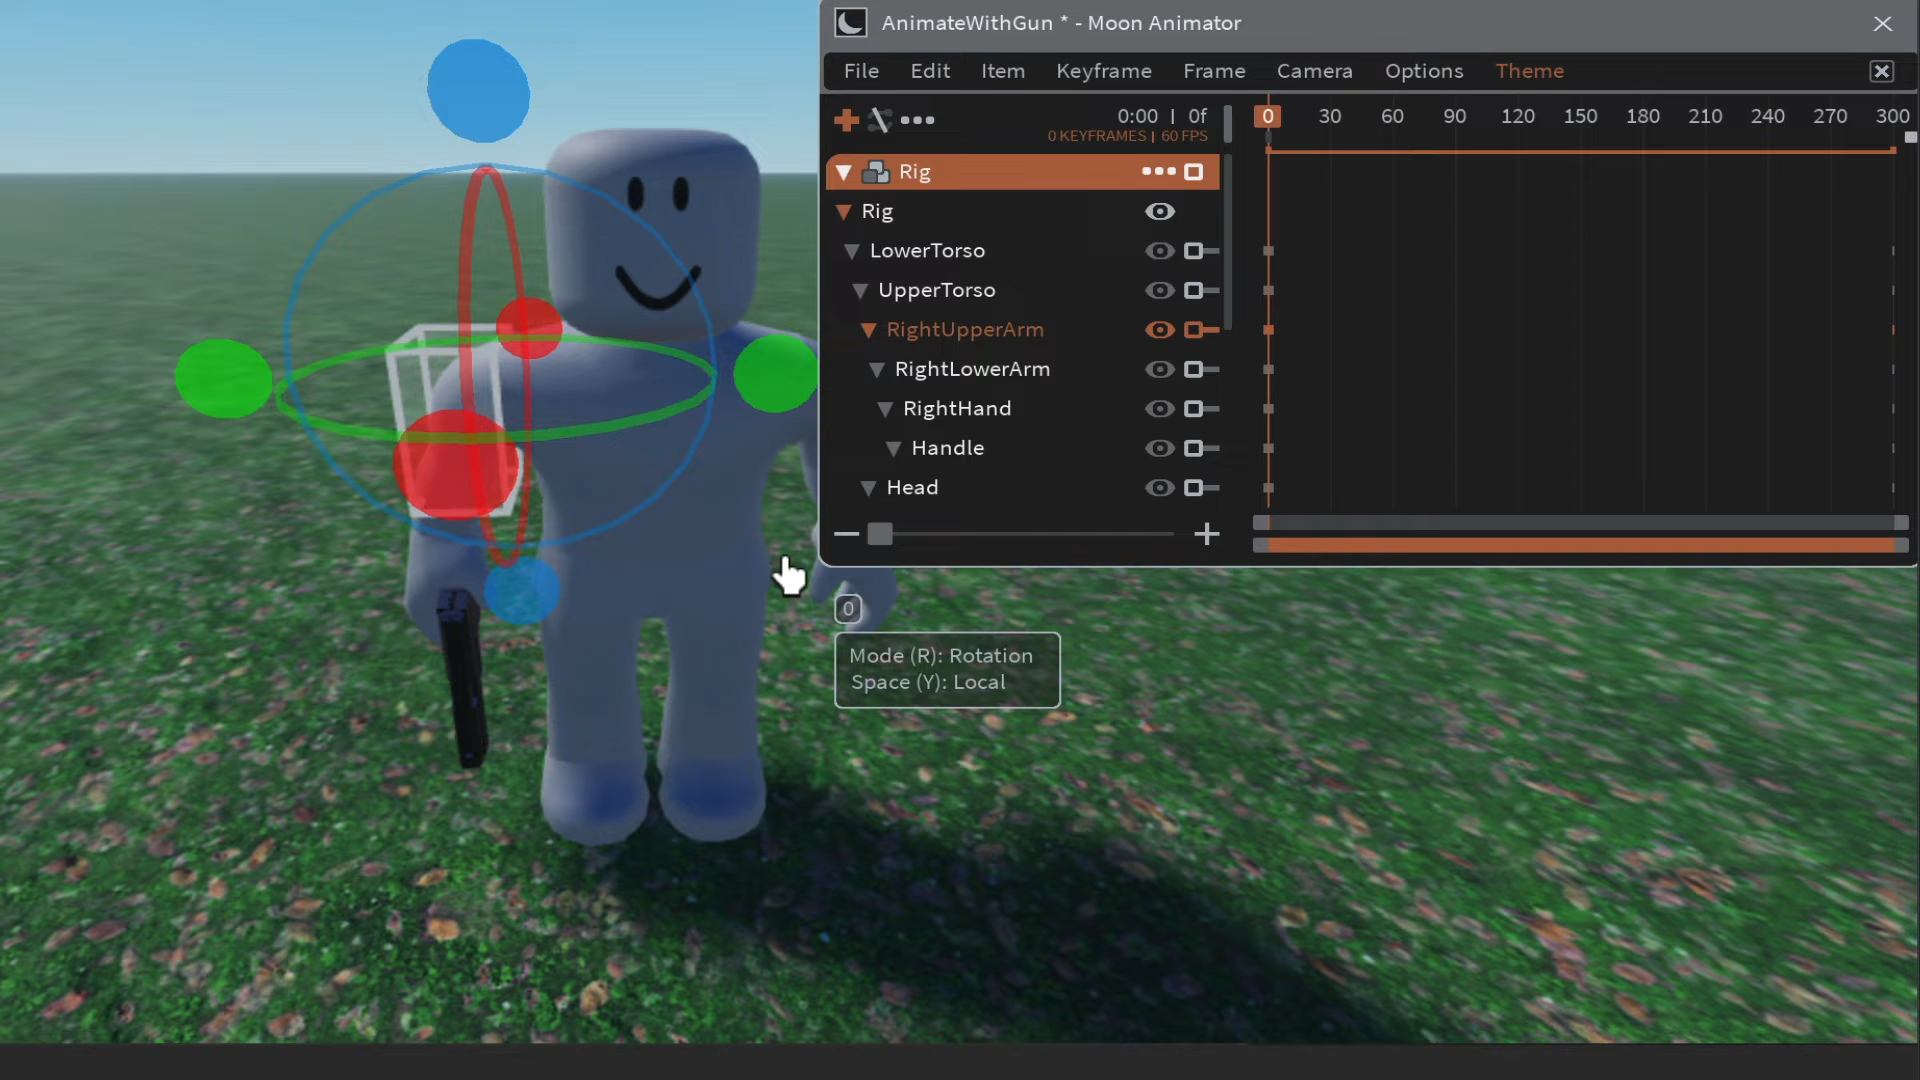 AnimateWithGun * - Moon Animator
File Edit Item Keyframe Frame Camera Options Theme
0:00 | 0f
0 KEYFRAMES | 60 FPS
0 30 60 90 120 150 180 210 240 270 300
Rig
Rig
LowerTorso
UpperTorso
RightUpperArm
RightLowerArm
RightHand
Handle
Head
0
Mode (R): Rotation
Space (Y): Local